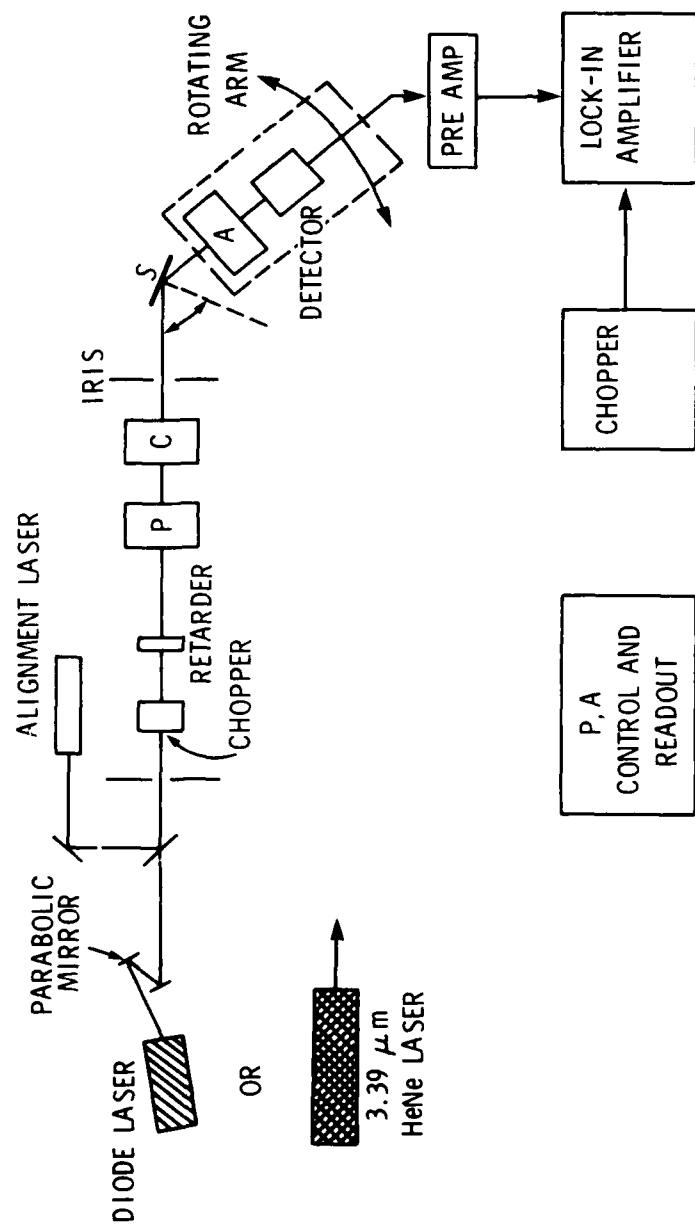 DIODE LASER
PARABOLIC
MIRROR
ALIGNMENT LASER
OR
3.39 μm
HeNe LASER
CHOPPER
RETARDER
P
C
IRIS
S
A
DETECTOR
ROTATING
ARM
PRE AMP
P,A
CONTROL AND
READOUT
CHOPPER
LOCK-IN
AMPLIFIER